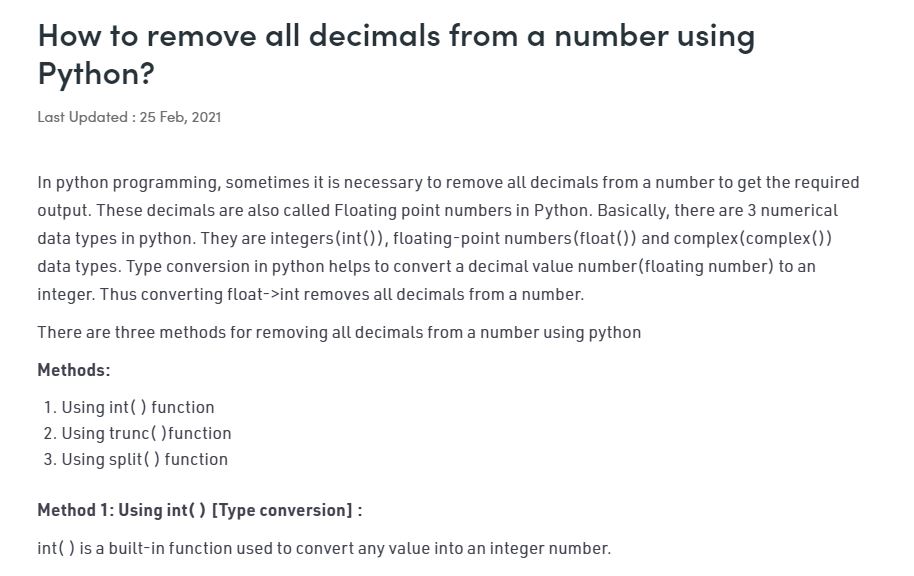 How to remove all decimals from a number using
Python?
Last Updated : 25 Feb, 2021
In python programming, sometimes it is necessary to remove all decimals from a number to get the required
output. These decimals are also called Floating point numbers in Python. Basically, there are 3 numerical
data types in python. They are integers(int()), floating-point numbers(float()) and complex(complex())
data types. Type conversion in python helps to convert a decimal value number(floating number) to an
integer. Thus converting float->int removes all decimals from a number.
There are three methods for removing all decimals from a number using python
Methods:
1. Using int( ) function
2. Using trunc( )function
3. Using split( ) function
Method 1: Using int( ) [Type conversion] :
int( ) is a built-in function used to convert any value into an integer number.